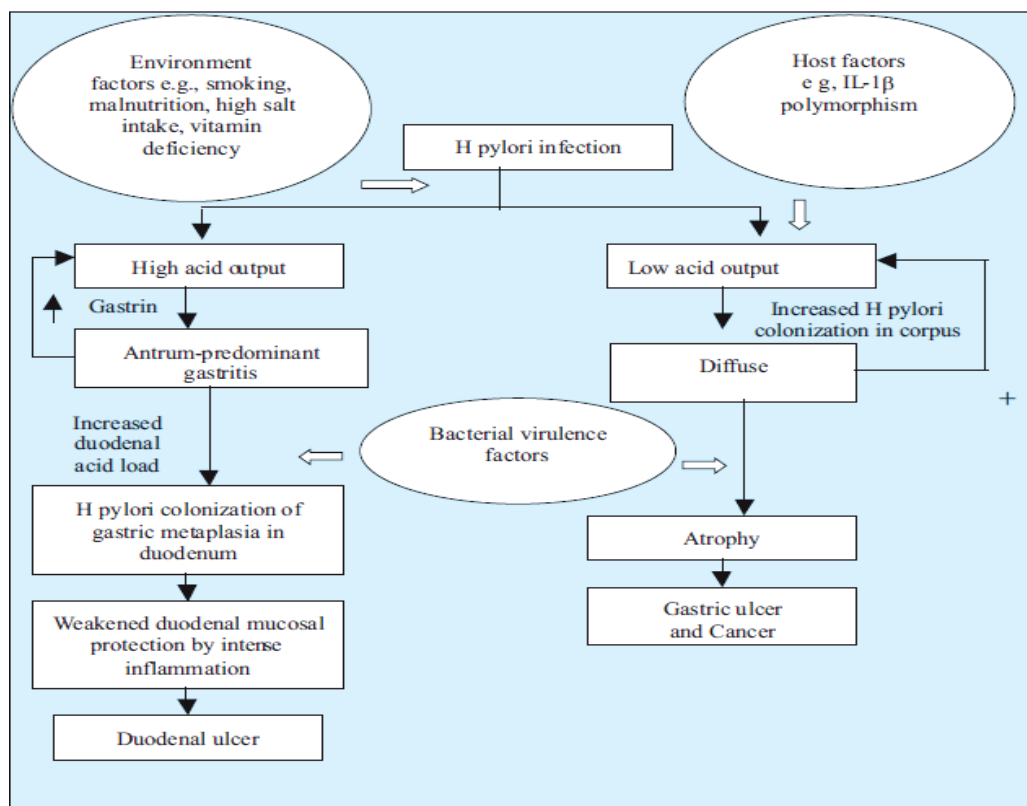 Environment
factors e.g., smoking,
malnutrition, high salt
intake, vitamin
deficiency
Host factors
e g, IL-1β
polymorphism
H pylori infection
High acid output
Low acid output
Gastrin
Increased H pylori
colonization in corpus
Antrum-predominant
gastritis
Diffuse
+
Increased
duodenal
acid load
Bacterial virulence
factors
H pylori colonization of
gastric metaplasia in
duodenum
Atrophy
Weakened duodenal mucosal
protection by intense
inflammation
Gastric ulcer
and Cancer
Duodenal ulcer